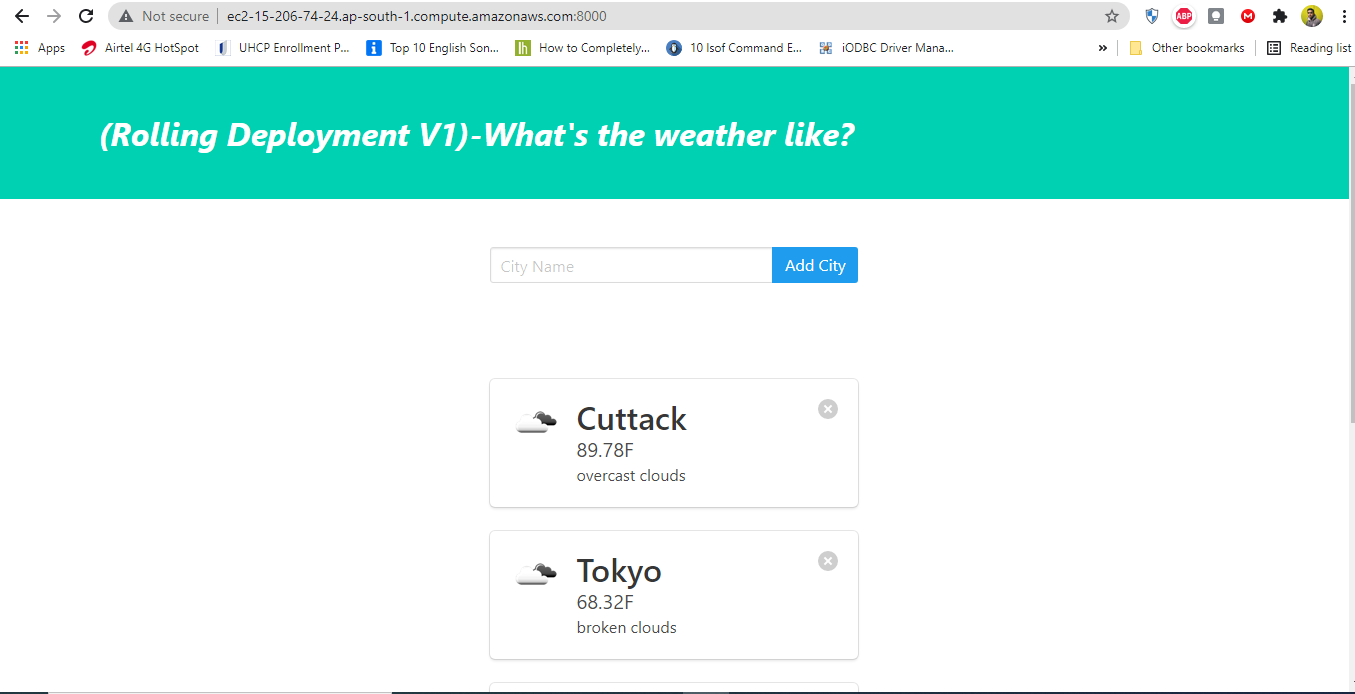 Not secure | ec2-15-206-74-24.ap-south-1.compute.amazonaws.com:8000
ABP
M
Apps
Airtel 4G HotSpot
UHCP Enrollment P...
Top 10 English Son...
How to Completely...
10 lsof Command E...
iODBC Driver Mana...
»
Other bookmarks
Reading list
(Rolling Deployment V1)-What's the weather like?
City Name
Add City
Cuttack
89.78F
overcast clouds
Tokyo
68.32F
broken clouds